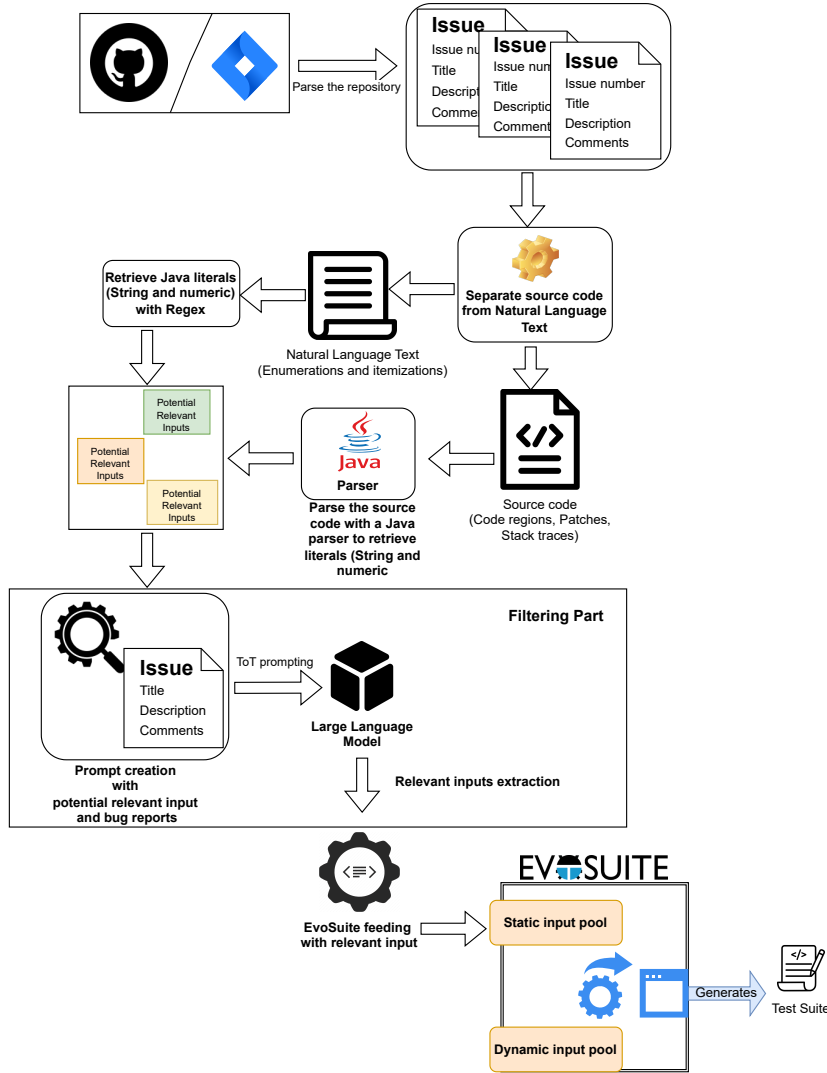 Parse the repository
Issue
Issue nu
Title
Descript
Comme
Issue
Issue num
Title
Descriptio
Comment
Issue
Issue number
Title
Description
Comments
Retrieve Java literals
(String and numeric)
with Regex
Natural Language Text
(Enumerations and itemizations)
Separate source code
from Natural Language
Text
Potential
Relevant
Inputs
Potential
Relevant
Inputs
Potential
Relevant
Inputs
Java
Parser
Parse the source
code with a Java
parser to retrieve
literals (String and
numeric
</>
Source code
(Code regions, Patches,
Stack traces)
Filtering Part
Issue
Title
Description
Comments
Prompt creation
with
potential relevant input
and bug reports
ToT prompting
Large Language
Model
Relevant inputs extraction
EvoSuite feeding
with relevant input
EVOSUITE
Static input pool
Dynamic input pool
Generates
</>
Test Suite